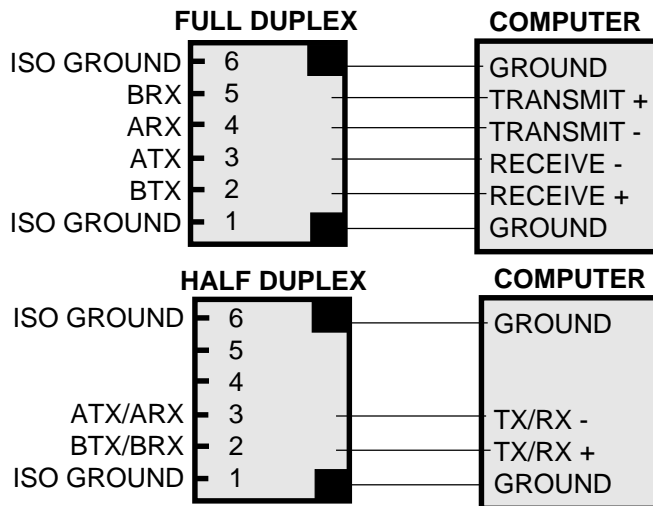 FULL DUPLEX COMPUTER
ISO GROUND 6 GROUND
BRX 5 TRANSMIT +
ARX 4 TRANSMIT -
ATX 3 RECEIVE -
BTX 2 RECEIVE +
ISO GROUND 1 GROUND
HALF DUPLEX COMPUTER
ISO GROUND 6 GROUND
5
4
ATX/ARX 3 TX/RX -
BTX/BRX 2 TX/RX +
ISO GROUND 1 GROUND